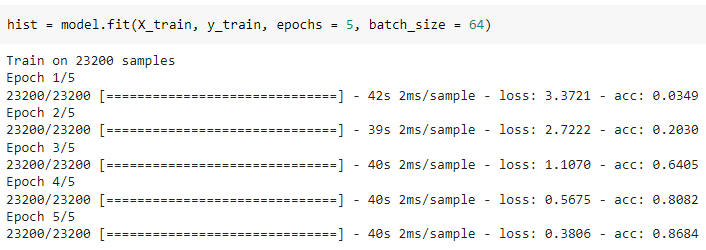 hist = model.fit(X_train, y_train, epochs = 5, batch_size = 64)
Train on 23200 samples
Epoch 1/5
23200/23200 [==============================] - 42s 2ms/sample - loss: 3.3721 - acc: 0.0349
Epoch 2/5
23200/23200 [==============================] - 39s 2ms/sample - loss: 2.7222 - acc: 0.2030
Epoch 3/5
23200/23200 [==============================] - 40s 2ms/sample - loss: 1.1070 - acc: 0.6405
Epoch 4/5
23200/23200 [==============================] - 40s 2ms/sample - loss: 0.5675 - acc: 0.8082
Epoch 5/5
23200/23200 [==============================] - 40s 2ms/sample - loss: 0.3806 - acc: 0.8684